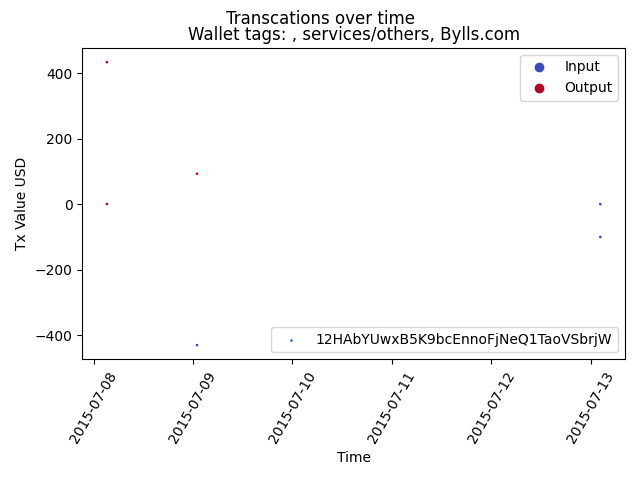 Transcations over time
Wallet tags: , services/others, Bylls.com
Input
Output
400
200
0
−200
−400
Tx Value USD
12HAbYUwxB5K9bcEnnoFjNeQ1TaoVSbrjW
2015-07-08
2015-07-09
2015-07-10
2015-07-11
2015-07-12
2015-07-13
Time